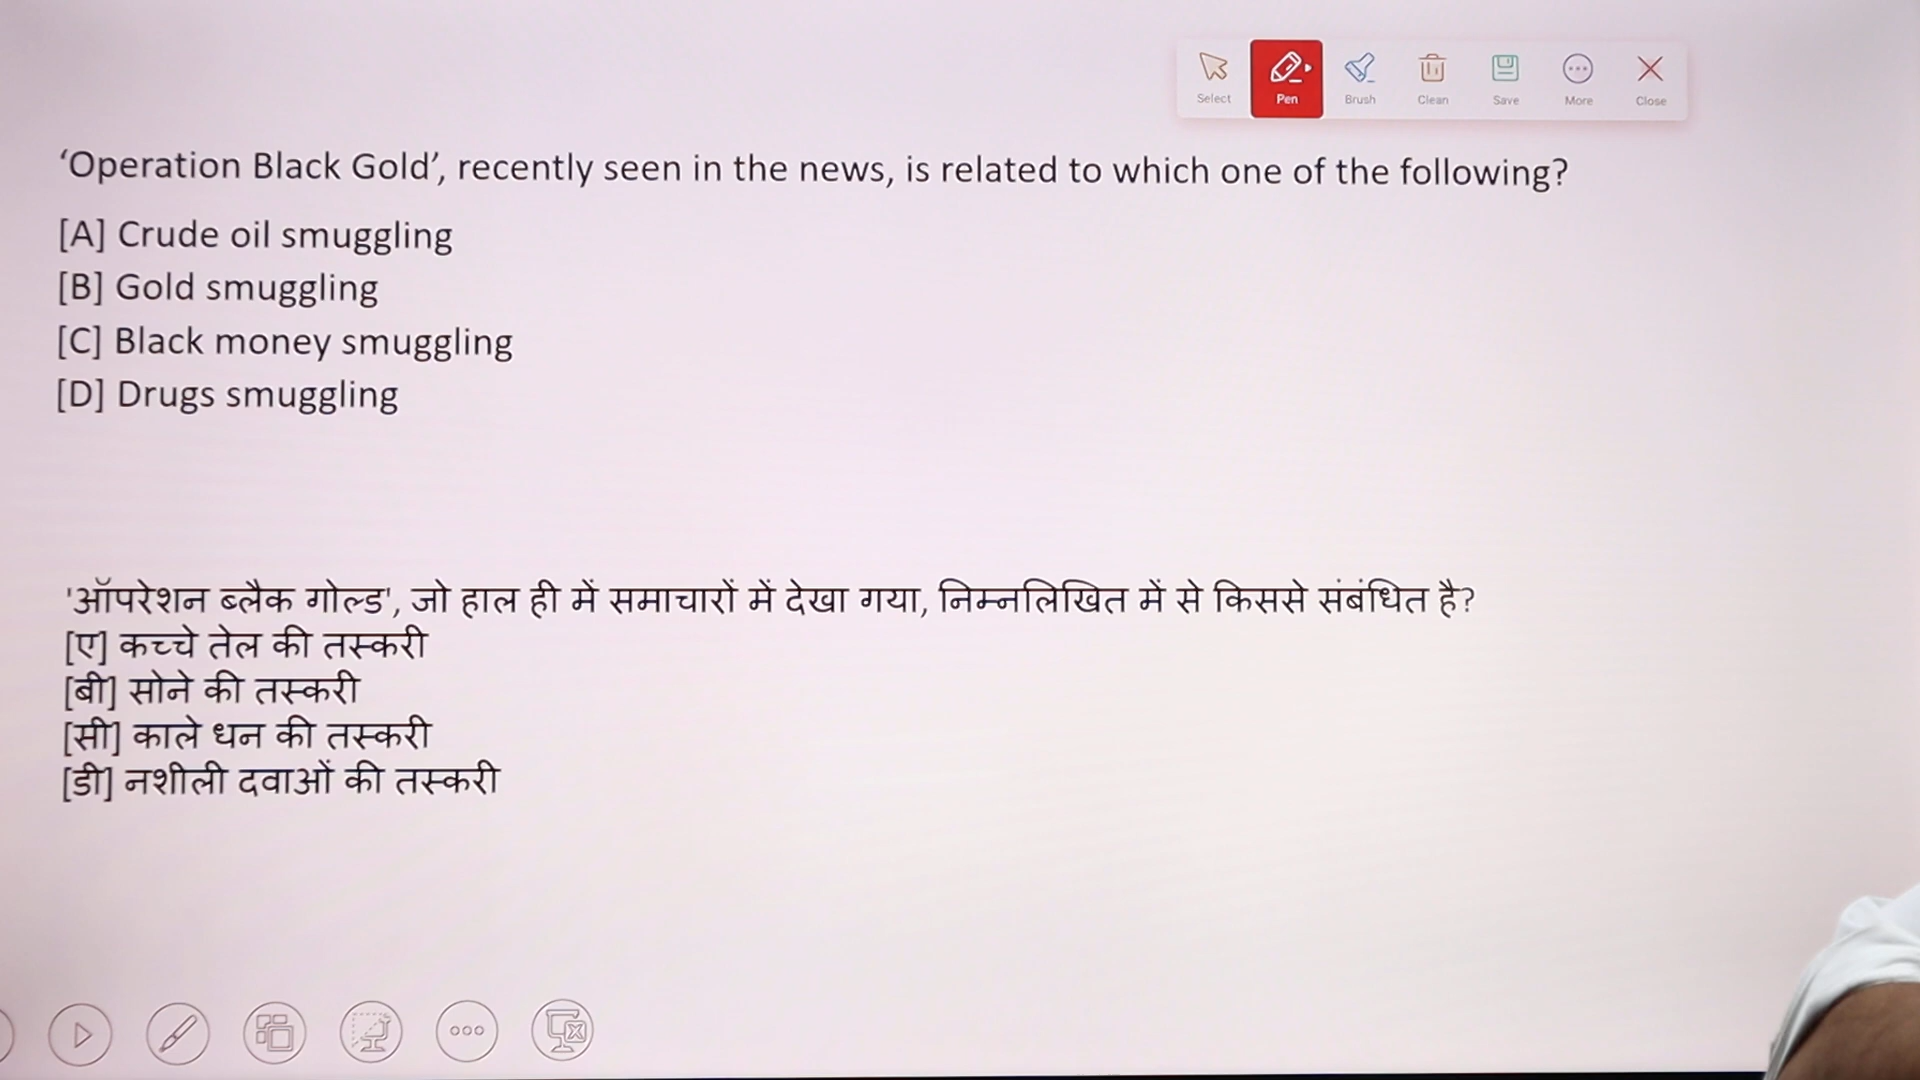 Select Pen Brush Clean Save More Close
‘Operation Black Gold’, recently seen in the news, is related to which one of the following?
[A] Crude oil smuggling
[B] Gold smuggling
[C] Black money smuggling
[D] Drugs smuggling
'ऑपरेशन ब्लैक गोल्ड', जो हाल ही में समाचारों में देखा गया, निम्नलिखित में से किससे संबंधित है?
[ए] कच्चे तेल की तस्करी
[बी] सोने की तस्करी
[सी] काले धन की तस्करी
[डी] नशीली दवाओं की तस्करी